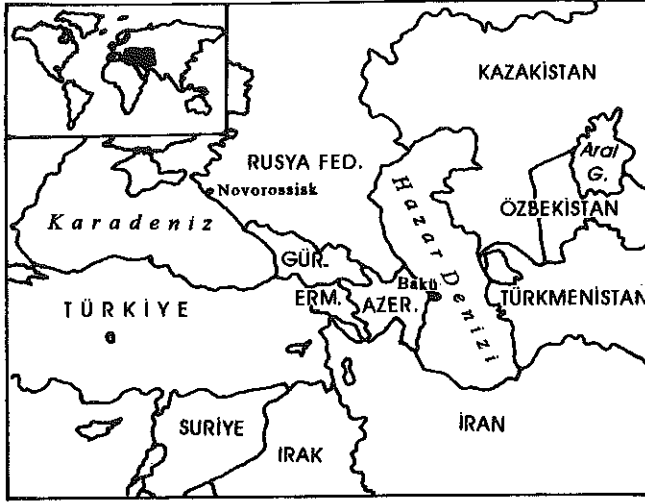 KAZAKİSTAN
Aral
G.
RUSYA FED.
Novorossisk
Hazar Denizi
ÖZBEKİSTAN
Karadeniz
GÜR.
Bakü
ERM.
AZER.
TÜRKMENİSTAN
TÜRKİYE
SURİYE
IRAK
İRAN